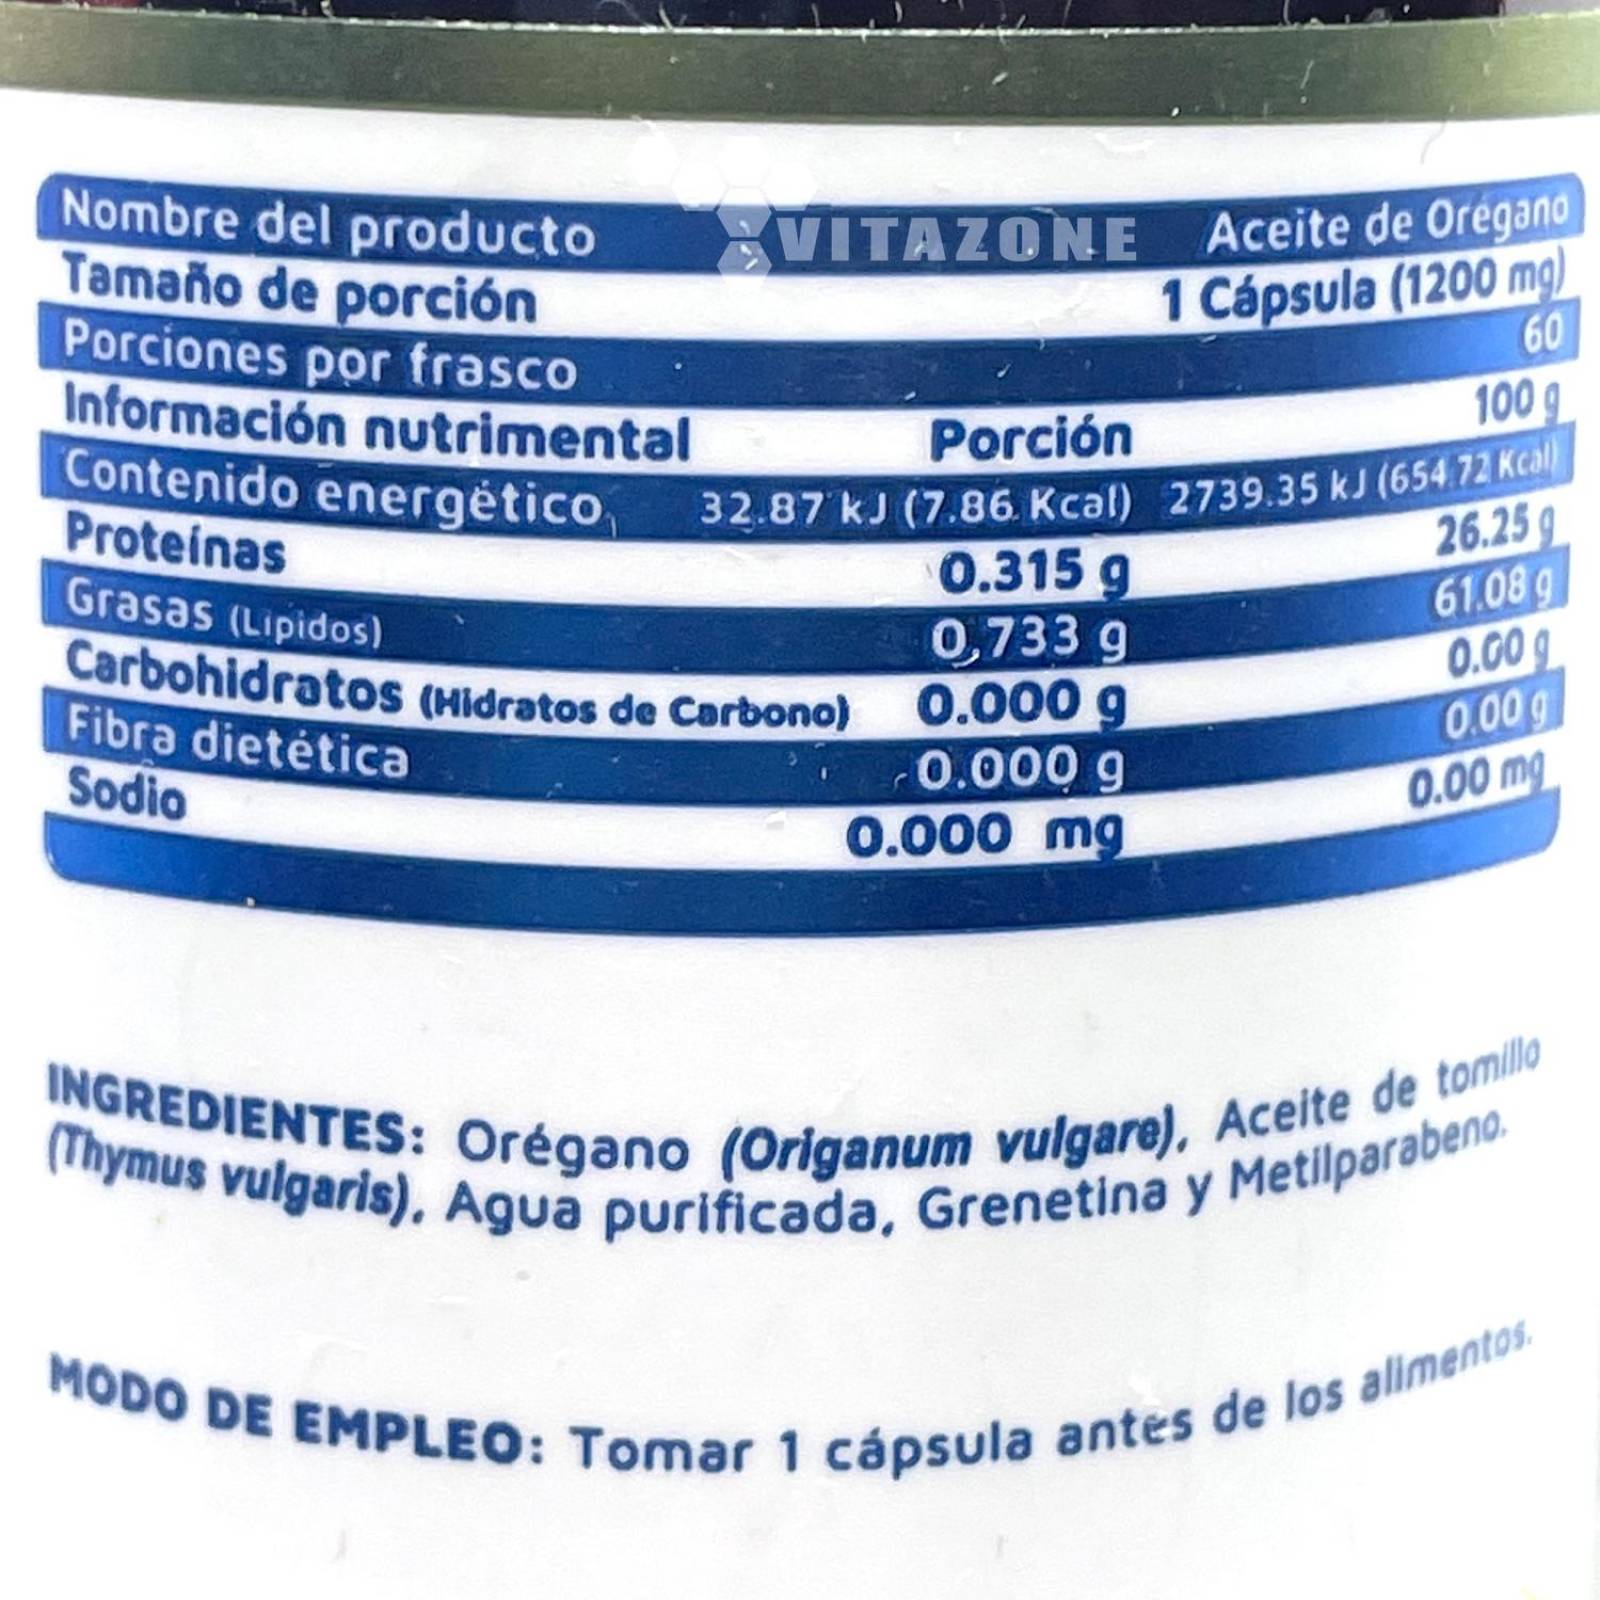 VITAZONE
Nombre del producto Aceite de Orégano
Tamaño de porción 1 Cápsula (1200 mg)
Porciones por frasco 60
Información nutrimental Porción 100 g
Contenido energético 32.87 kJ (7.86 Kcal) 2739.35 kJ (654.72 Kcal)
Proteínas 0.315 g 26.25 g
Grasas (Lípidos) 0.733 g 61.08 g
Carbohidratos (Hidratos de Carbono) 0.000 g 0.00 g
Fibra dietética 0.000 g 0.00 g
Sodio 0.000 mg 0.00 mg
INGREDIENTES: Orégano (Origanum vulgare), Aceite de tomillo
(Thymus vulgaris), Agua purificada, Grenetina y Metilparabeno.
MODO DE EMPLEO: Tomar 1 cápsula antes de los alimentos.